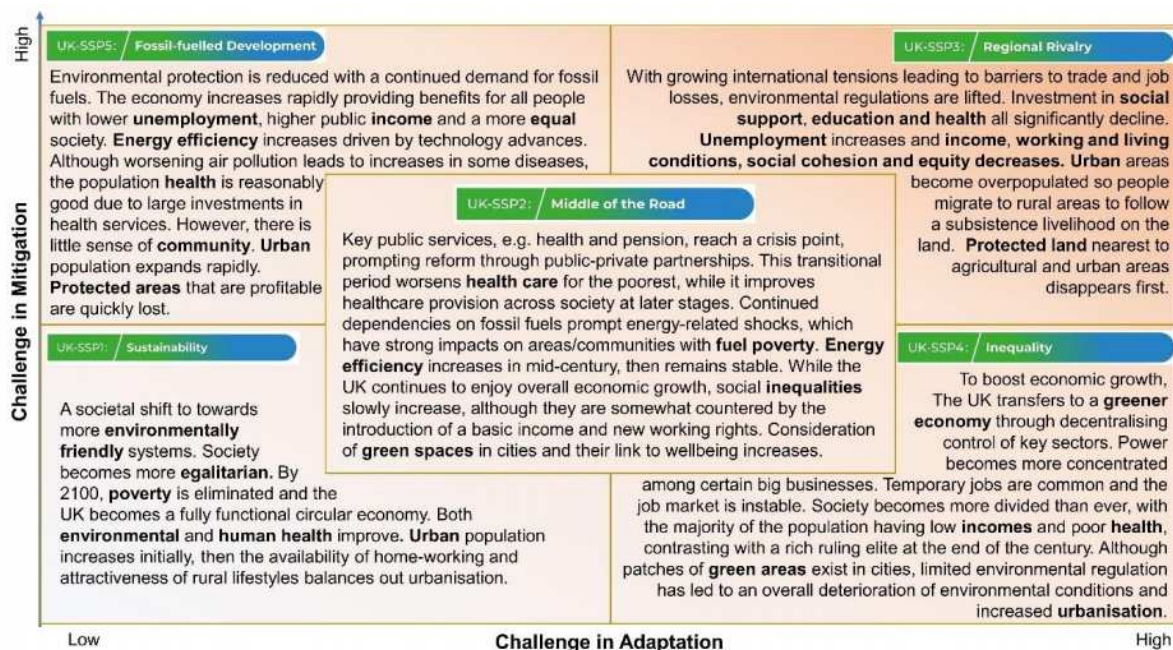 High
UK-SSP5: / Fossil-fuelled Development
Environmental protection is reduced with a continued demand for fossil
fuels. The economy increases rapidly providing benefits for all people
with lower unemployment, higher public income and a more equal
society. Energy efficiency increases driven by technology advances.
Although worsening air pollution leads to increases in some diseases,
the population health is reasonably
good due to large investments in
health services. However, there is
little sense of community. Urban
population expands rapidly.
Protected areas that are profitable
are quickly lost.
UK-SSP3: / Regional Rivalry
With growing international tensions leading to barriers to trade and job
losses, environmental regulations are lifted. Investment in social
support, education and health all significantly decline.
Unemployment increases and income, working and living
conditions, social cohesion and equity decreases. Urban areas
become overpopulated so people
migrate to rural areas to follow
a subsistence livelihood on the
land. Protected land nearest to
agricultural and urban areas
disappears first.
UK-SSP2: / Middle of the Road
Key public services, e.g. health and pension, reach a crisis point,
prompting reform through public-private partnerships. This transitional
period worsens health care for the poorest, while it improves
healthcare provision across society at later stages. Continued
dependencies on fossil fuels prompt energy-related shocks, which
have strong impacts on areas/communities with fuel poverty. Energy
efficiency increases in mid-century, then remains stable. While the
UK continues to enjoy overall economic growth, social inequalities
slowly increase, although they are somewhat countered by the
introduction of a basic income and new working rights. Consideration
of green spaces in cities and their link to wellbeing increases.
UK-SSP1: / Sustainability
A societal shift to towards
more environmentally
friendly systems. Society
becomes more egalitarian. By
2100, poverty is eliminated and the
UK becomes a fully functional circular economy. Both
environmental and human health improve. Urban population
increases initially, then the availability of home-working and
attractiveness of rural lifestyles balances out urbanisation.
UK-SSP4: / Inequality
To boost economic growth,
The UK transfers to a greener
economy through decentralising
control of key sectors. Power
becomes more concentrated
among certain big businesses. Temporary jobs are common and the
job market is instable. Society becomes more divided than ever, with
the majority of the population having low incomes and poor health,
contrasting with a rich ruling elite at the end of the century. Although
patches of green areas exist in cities, limited environmental regulation
has led to an overall deterioration of environmental conditions and
increased urbanisation.
Challenge in Mitigation
Low
Challenge in Adaptation
High